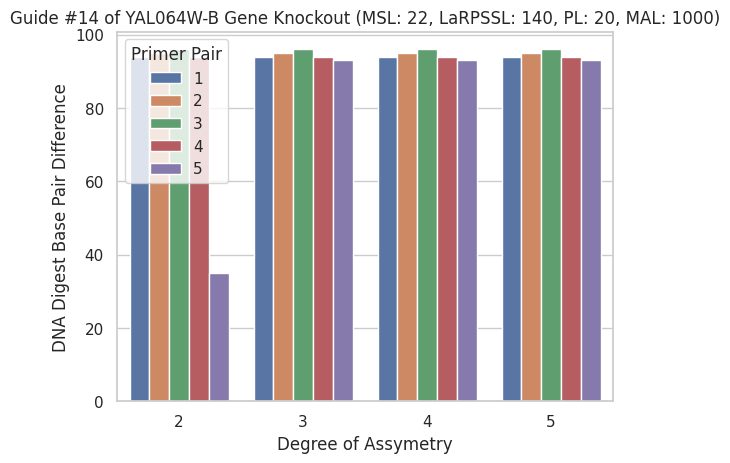 Guide #14 of YAL064W-B Gene Knockout (MSL: 22, LaRPSSL: 140, PL: 20, MAL: 1000)
100
80
60
40
20
0
DNA Digest Base Pair Difference
Primer Pair
1
2
3
4
5
2 3 4 5
Degree of Assymetry